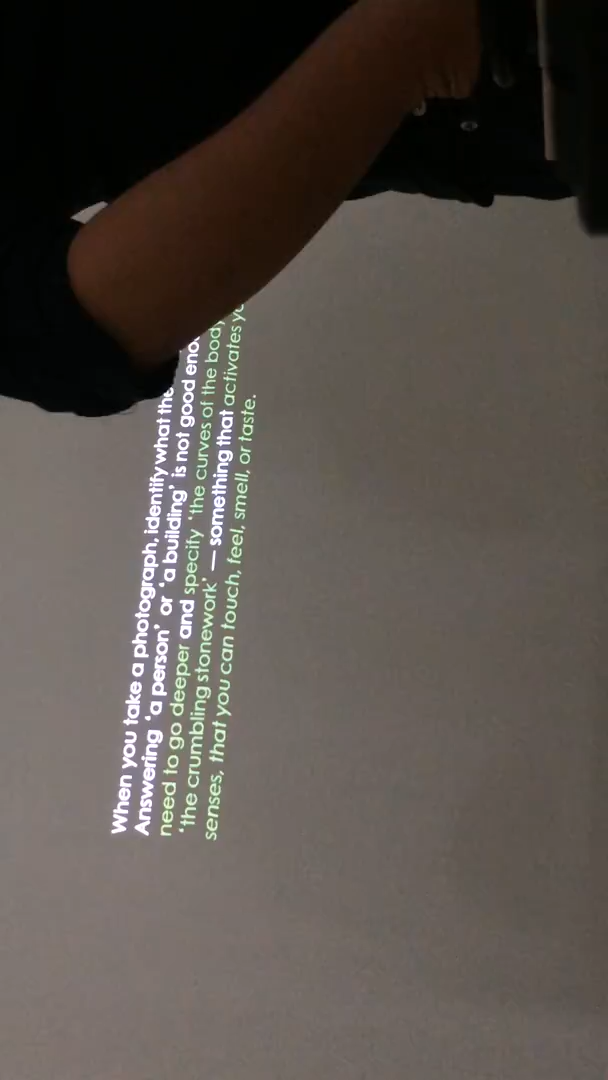 When you take a photograph, identify what the
Answering ‘a person’ or ‘a building’ is not good eno
need to go deeper and specify ‘the curves of the body
‘the crumbling stonework’ — something that activates yo
senses, that you can touch, feel, smell, or taste.